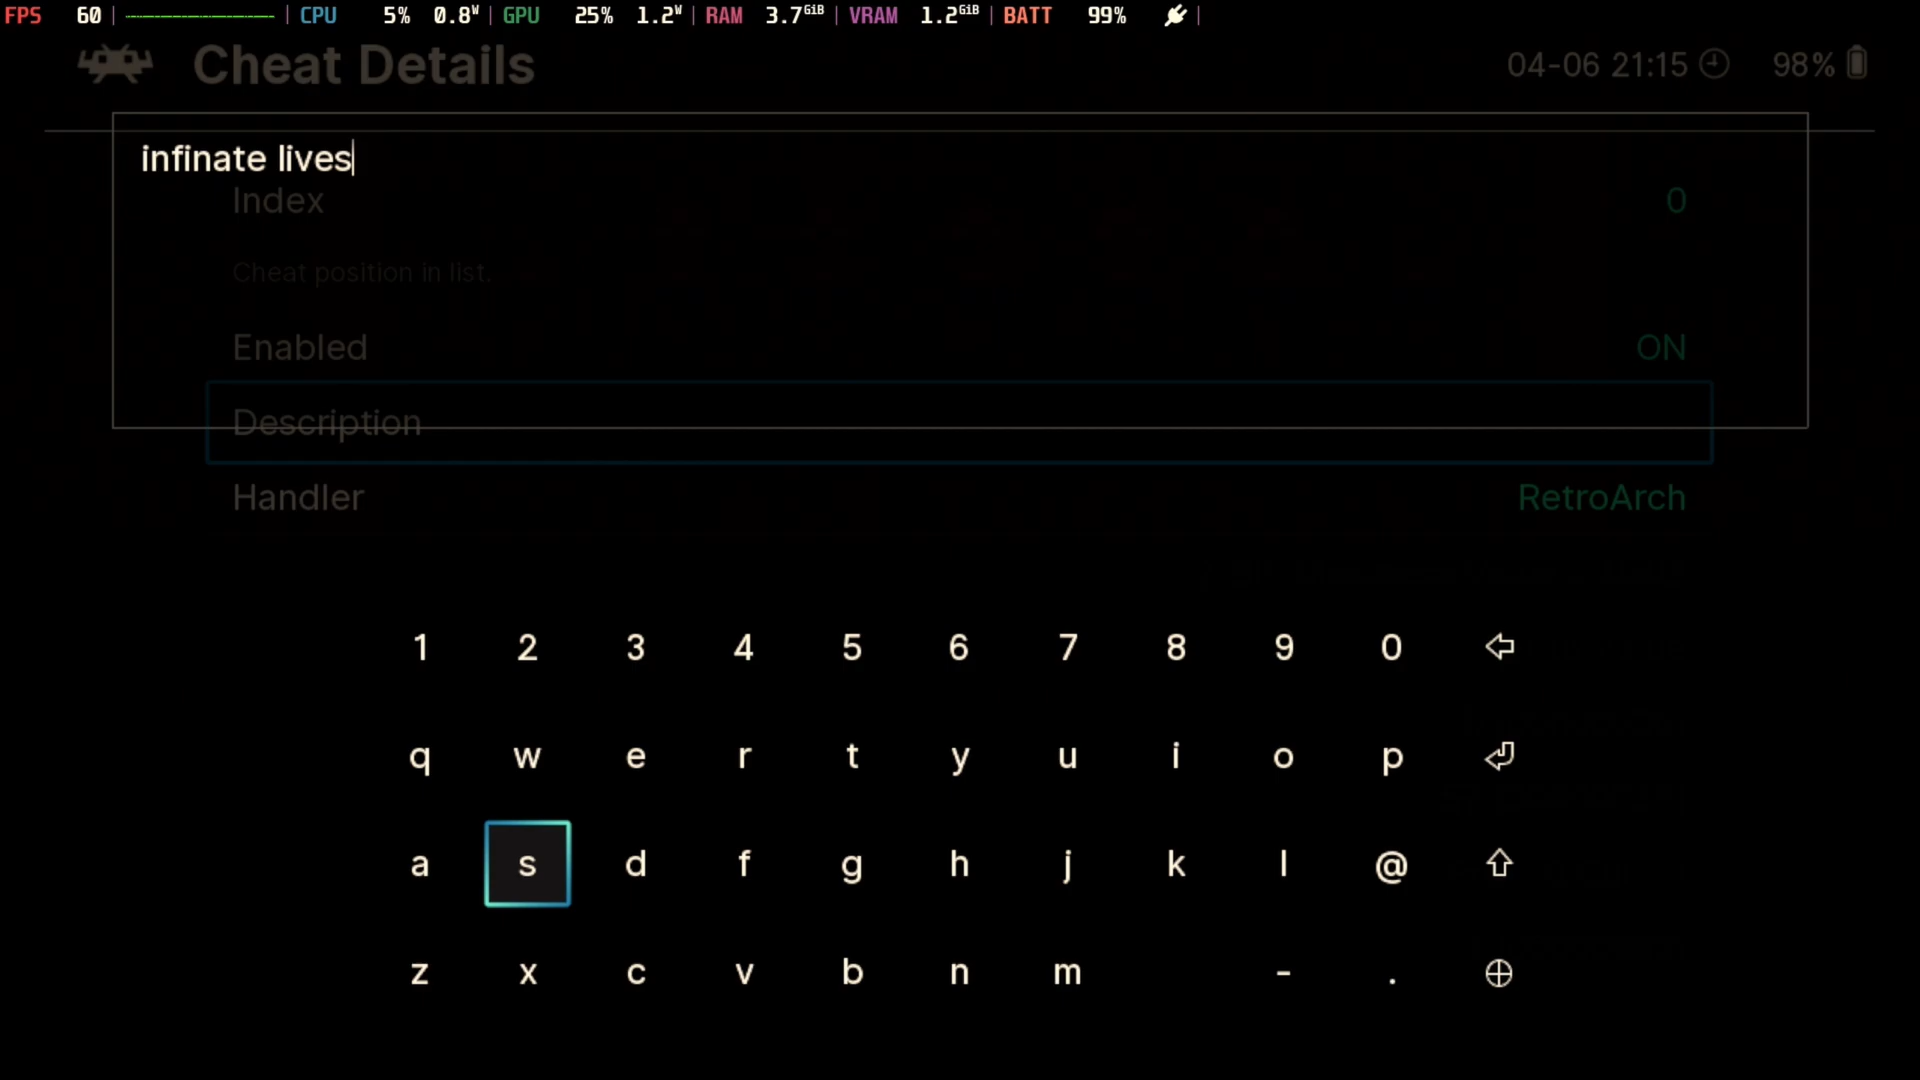 FPS 60 CPU 5% 0.8W GPU 25% 1.2W RAM 3.7GiB VRAM 1.2GiB BATT 99%
Cheat Details 04-06 21:15 98%
infinate lives
Index 0
Cheat position in list.
Enabled ON
Description
Handler RetroArch
1 2 3 4 5 6 7 8 9 0
q w e r t y u i o p
a s d f g h j k l @
z x c v b n m - .